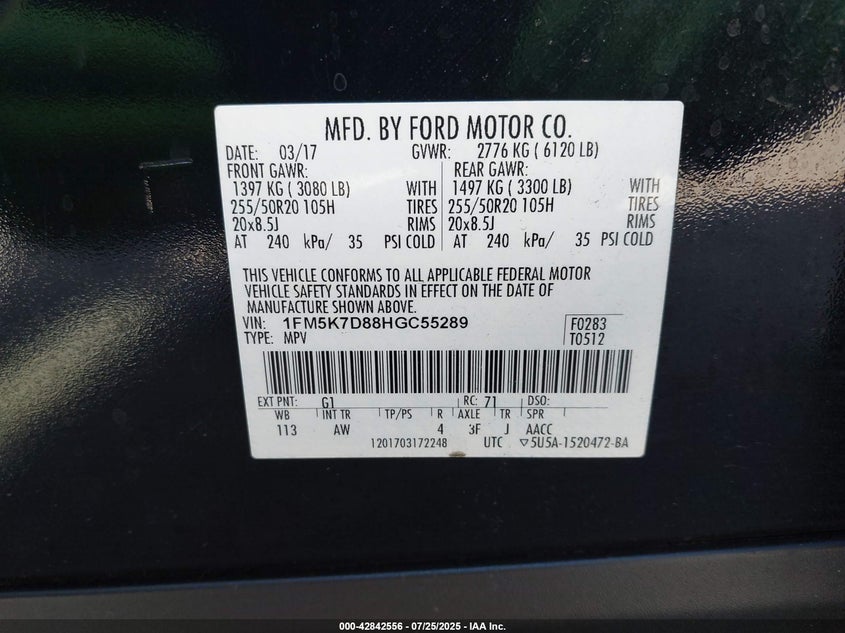 MFD. BY FORD MOTOR CO.
DATE: 03/17 GVWR: 2776 KG ( 6120 LB)
FRONT GAWR: REAR GAWR:
1397 KG ( 3080 LB) WITH 1497 KG ( 3300 LB) WITH
255/50R20 105H TIRES 255/50R20 105H TIRES
20x8.5J RIMS 20x8.5J RIMS
AT 240 kPa/ 35 PSI COLD AT 240 kPa/ 35 PSI COLD
THIS VEHICLE CONFORMS TO ALL APPLICABLE FEDERAL MOTOR
VEHICLE SAFETY STANDARDS IN EFFECT ON THE DATE OF
MANUFACTURE SHOWN ABOVE.
VIN: 1FM5K7D88HGC55289 F0283
TYPE: MPV T0512
EXT PNT: G1 RC: 71 DSO:
WB INT TR TP/PS R AXLE TR SPR
113 AW 4 3F J AACC
1201703172248 UTC ▽5U5A-1520472-BA
000-42842556 - 07/25/2025 - IAA Inc.